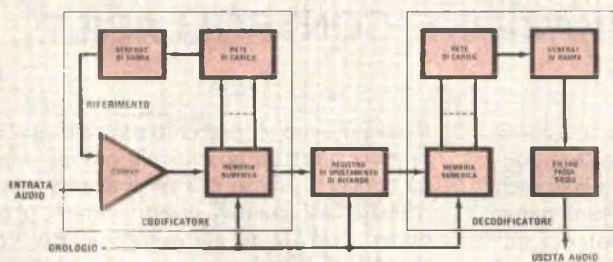 GENERAT.
DI RAMPA
RETE
DI CARICO
RETE
DI CARICO
GENERAT.
DI RAMPA
RIFERIMENTO
COMPAR.
ENTRATA
AUDIO
MEMORIA
NUMERICA
REGISTRO
DI SPOSTAMENTO
DI RITARDO
MEMORIA
NUMERICA
FILTRO
PASSA
BASSO
CODIFICATORE
DECODIFICATORE
OROLOGIO
USCITA AUDIO